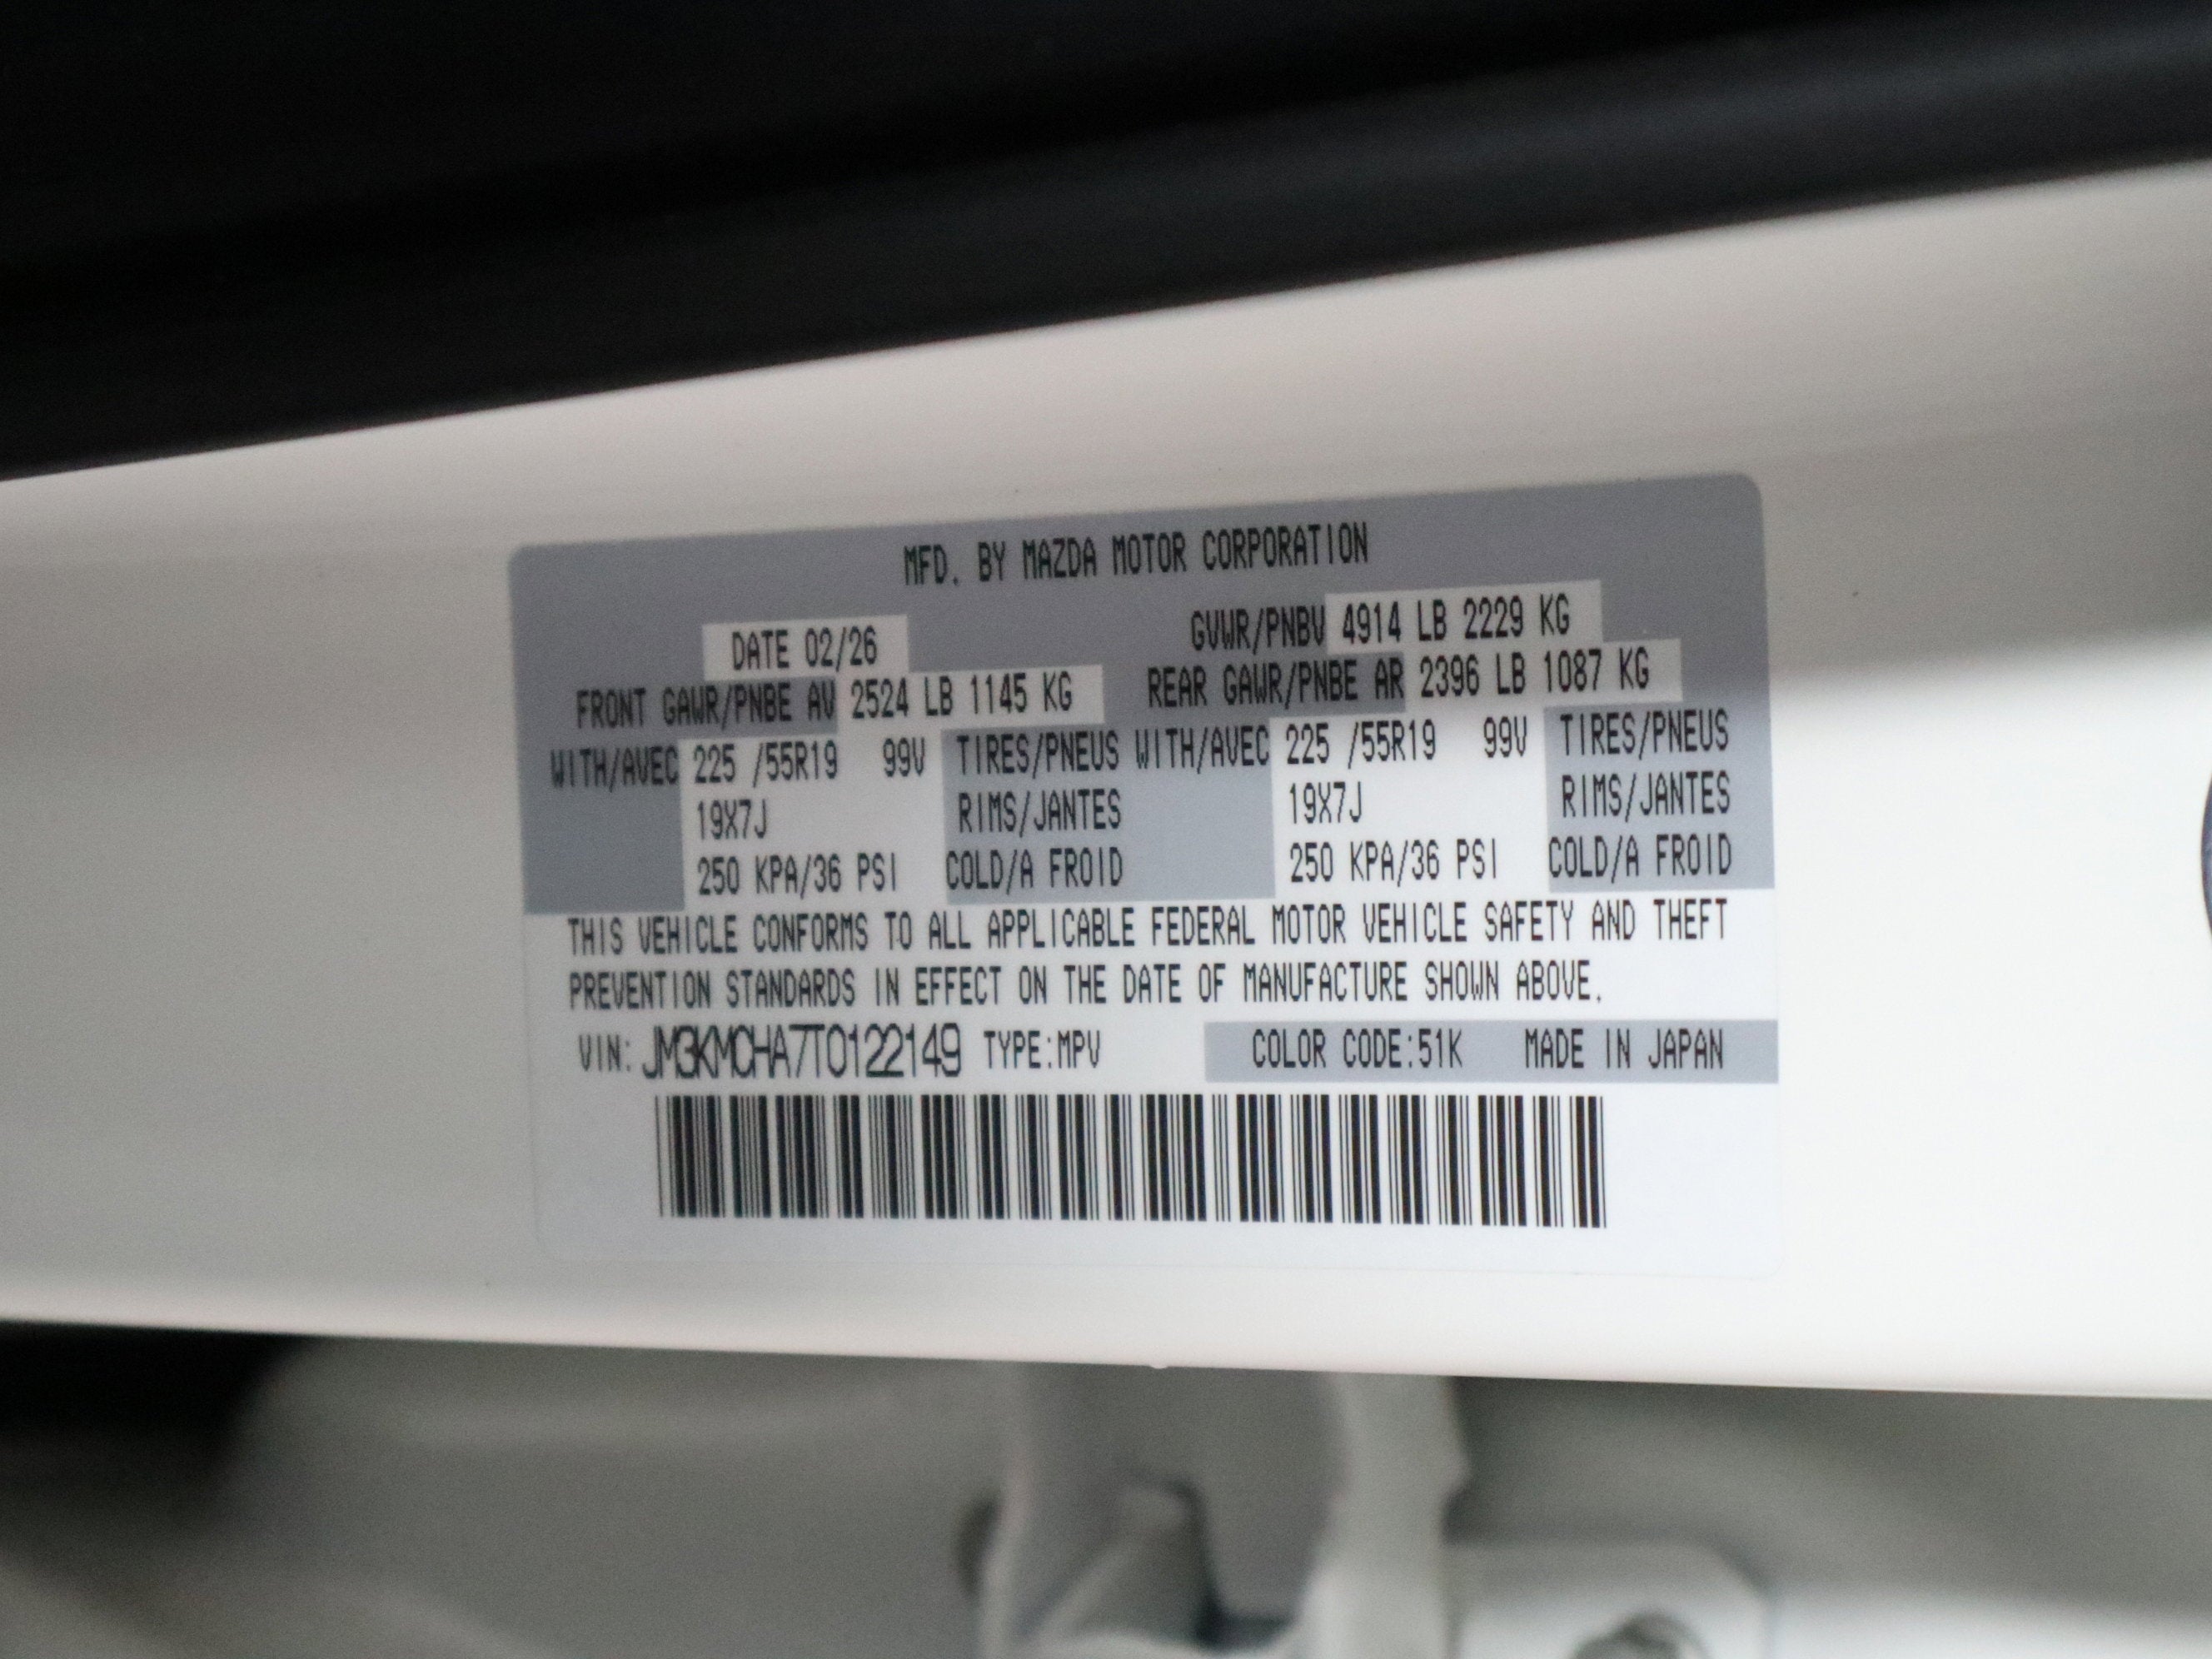 MFD. BY MAZDA MOTOR CORPORATION
DATE 02/26 GVWR/PNBV 4914 LB 2229 KG
FRONT GAWR/PNBE AV 2524 LB 1145 KG REAR GAWR/PNBE AR 2396 LB 1087 KG
WITH/AVEC 225 /55R19 99V TIRES/PNEUS WITH/AVEC 225 /55R19 99V TIRES/PNEUS
19X7J RIMS/JANTES 19X7J RIMS/JANTES
250 KPA/36 PSI COLD/A FROID 250 KPA/36 PSI COLD/A FROID
THIS VEHICLE CONFORMS TO ALL APPLICABLE FEDERAL MOTOR VEHICLE SAFETY AND THEFT
PREVENTION STANDARDS IN EFFECT ON THE DATE OF MANUFACTURE SHOWN ABOVE.
VIN: JM3KMCHA7T0122149 TYPE:MPV COLOR CODE:51K MADE IN JAPAN